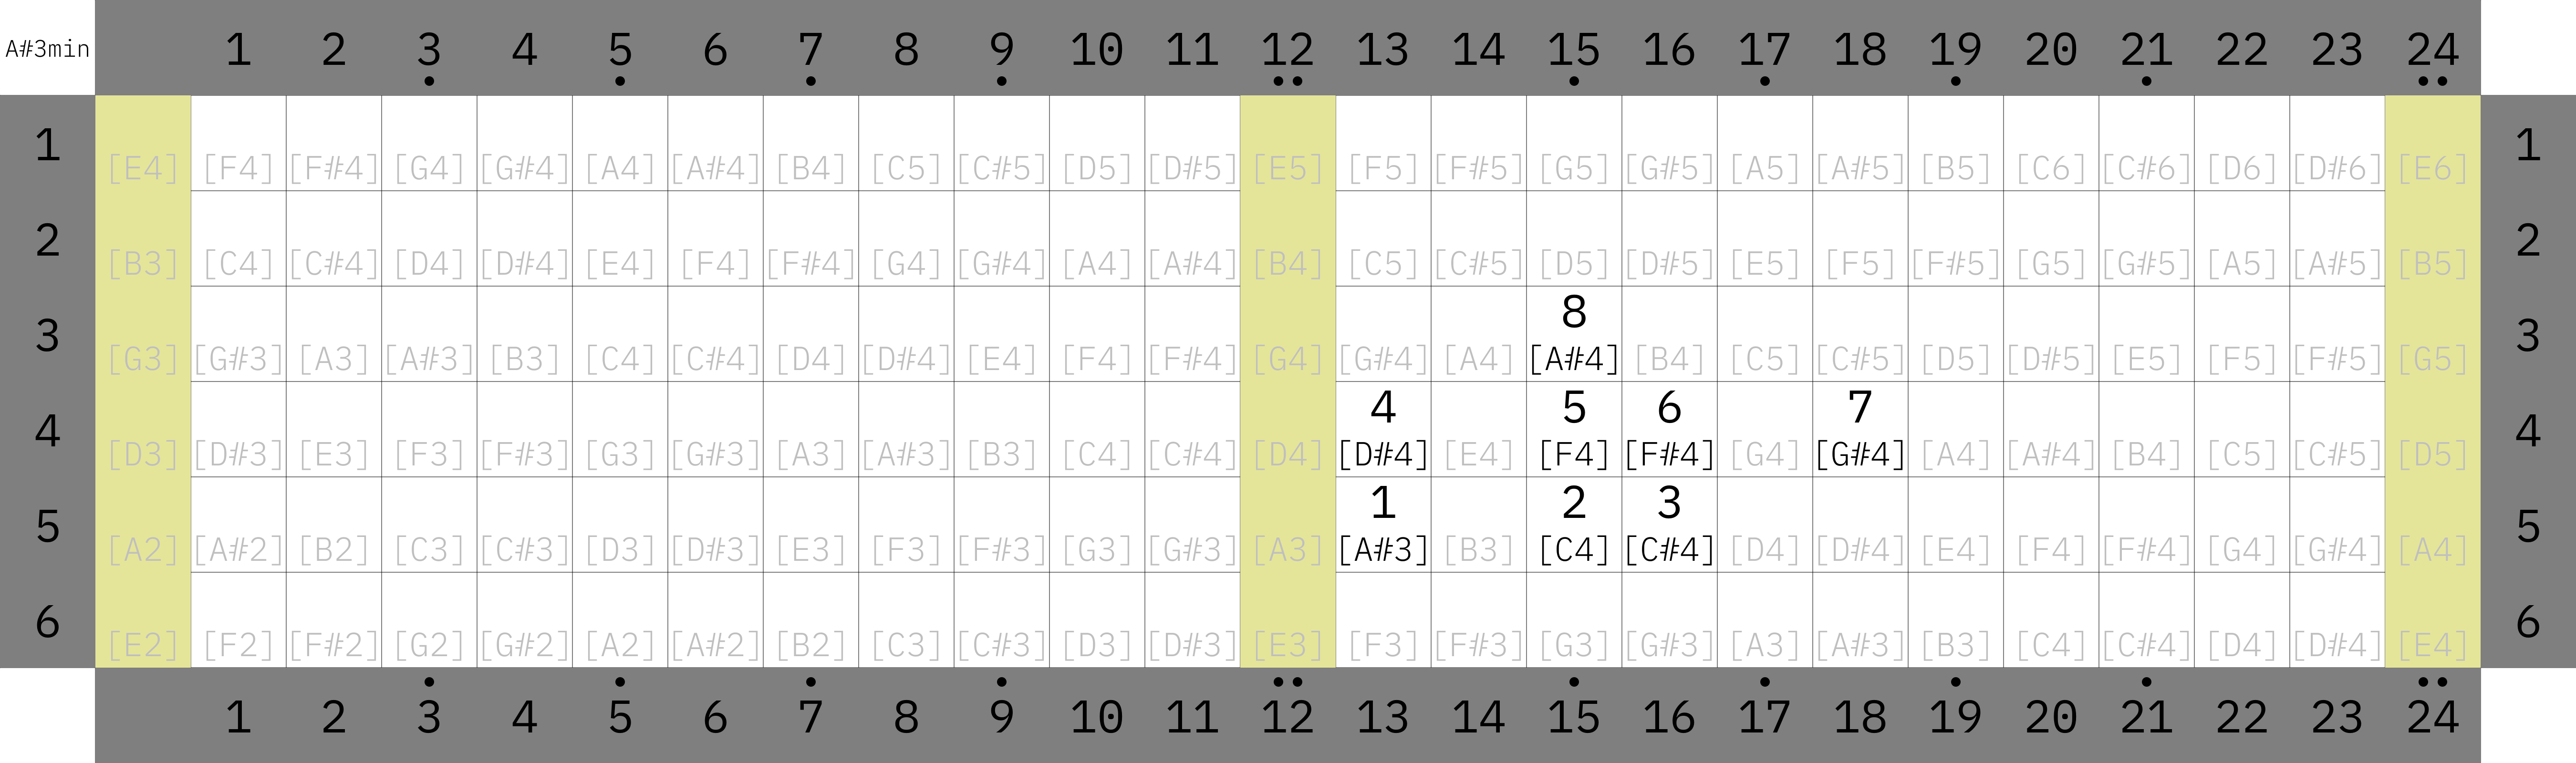 A#3min 1 2 3 4 5 6 7 8 9 10 11 12 13 14 15 16 17 18 19 20 21 22 23 24
1 [E4] [F4] [F#4] [G4] [G#4] [A4] [A#4] [B4] [C5] [C#5] [D5] [D#5] [E5] [F5] [F#5] [G5] [G#5] [A5] [A#5] [B5] [C6] [C#6] [D6] [D#6] [E6] 1
2 [B3] [C4] [C#4] [D4] [D#4] [E4] [F4] [F#4] [G4] [G#4] [A4] [A#4] [B4] [C5] [C#5] [D5] [D#5] [E5] [F5] [F#5] [G5] [G#5] [A5] [A#5] [B5] 2
8
3 [G3] [G#3] [A3] [A#3] [B3] [C4] [C#4] [D4] [D#4] [E4] [F4] [F#4] [G4] [G#4] [A4] [A#4] [B4] [C5] [C#5] [D5] [D#5] [E5] [F5] [F#5] [G5] 3
4 5 6 7
4 [D3] [D#3] [E3] [F3] [F#3] [G3] [G#3] [A3] [A#3] [B3] [C4] [C#4] [D4] [D#4] [E4] [F4] [F#4] [G4] [G#4] [A4] [A#4] [B4] [C5] [C#5] [D5] 4
1 2 3
5 [A2] [A#2] [B2] [C3] [C#3] [D3] [D#3] [E3] [F3] [F#3] [G3] [G#3] [A3] [A#3] [B3] [C4] [C#4] [D4] [D#4] [E4] [F4] [F#4] [G4] [G#4] [A4] 5
6 [E2] [F2] [F#2] [G2] [G#2] [A2] [A#2] [B2] [C3] [C#3] [D3] [D#3] [E3] [F3] [F#3] [G3] [G#3] [A3] [A#3] [B3] [C4] [C#4] [D4] [D#4] [E4] 6
1 2 3 4 5 6 7 8 9 10 11 12 13 14 15 16 17 18 19 20 21 22 23 24